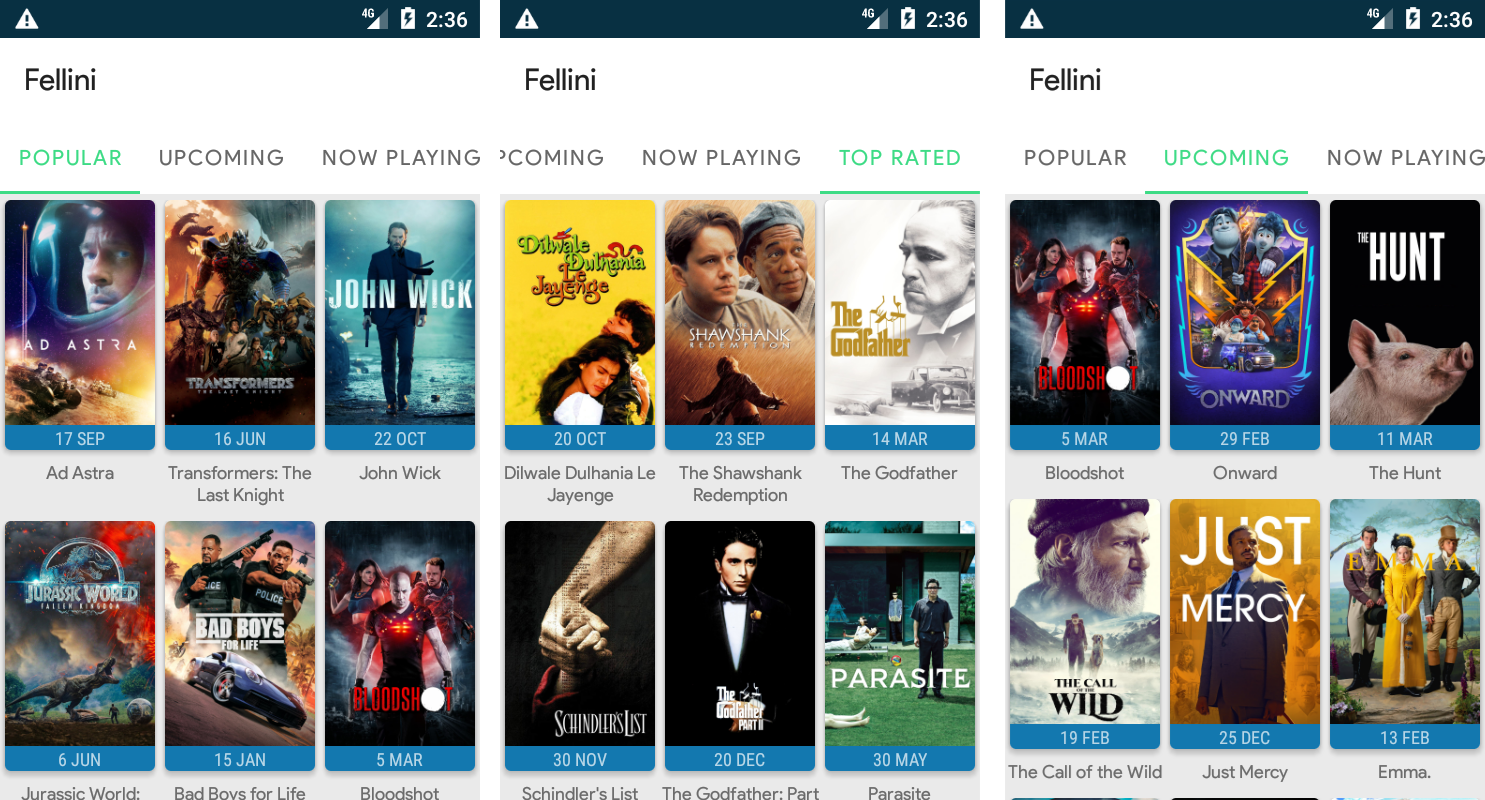 4G 2:36
Fellini
POPULAR UPCOMING NOW PLAYING
AD ASTRA
TRANSFORMERS
THE LAST KNIGHT
JOHN WICK
17 SEP 16 JUN 22 OCT
Ad Astra Transformers: The John Wick
Last Knight
JURASSIC WORLD
FALLEN KINGDOM
POLICE
POLICE
BAD BOYS
FOR LIFE
BLOODSHOT
6 JUN 15 JAN 5 MAR
Jurassic World: Bad Boys for Life Bloodshot
4G 2:36
Fellini
PCOMING NOW PLAYING TOP RATED
Dilwale
Dulhania
Le
Jayenge
SHAWSHANK
REDEMPTION
The
Godfather
20 OCT 23 SEP 14 MAR
Dilwale Dulhania Le The Shawshank The Godfather
Jayenge Redemption
SCHINDLER'S LIST
The
Godfather
PART II
PARASITE
30 NOV 20 DEC 30 MAY
Schindler's List The Godfather: Part Parasite
4G 2:36
Fellini
POPULAR UPCOMING NOW PLAYING
BLOODSHOT
ONWARD
THE HUNT
5 MAR 29 FEB 11 MAR
Bloodshot Onward The Hunt
THE CALL
OF THE
WILD
JUST
MERCY
EMMA.
19 FEB 25 DEC 13 FEB
The Call of the Wild Just Mercy Emma.